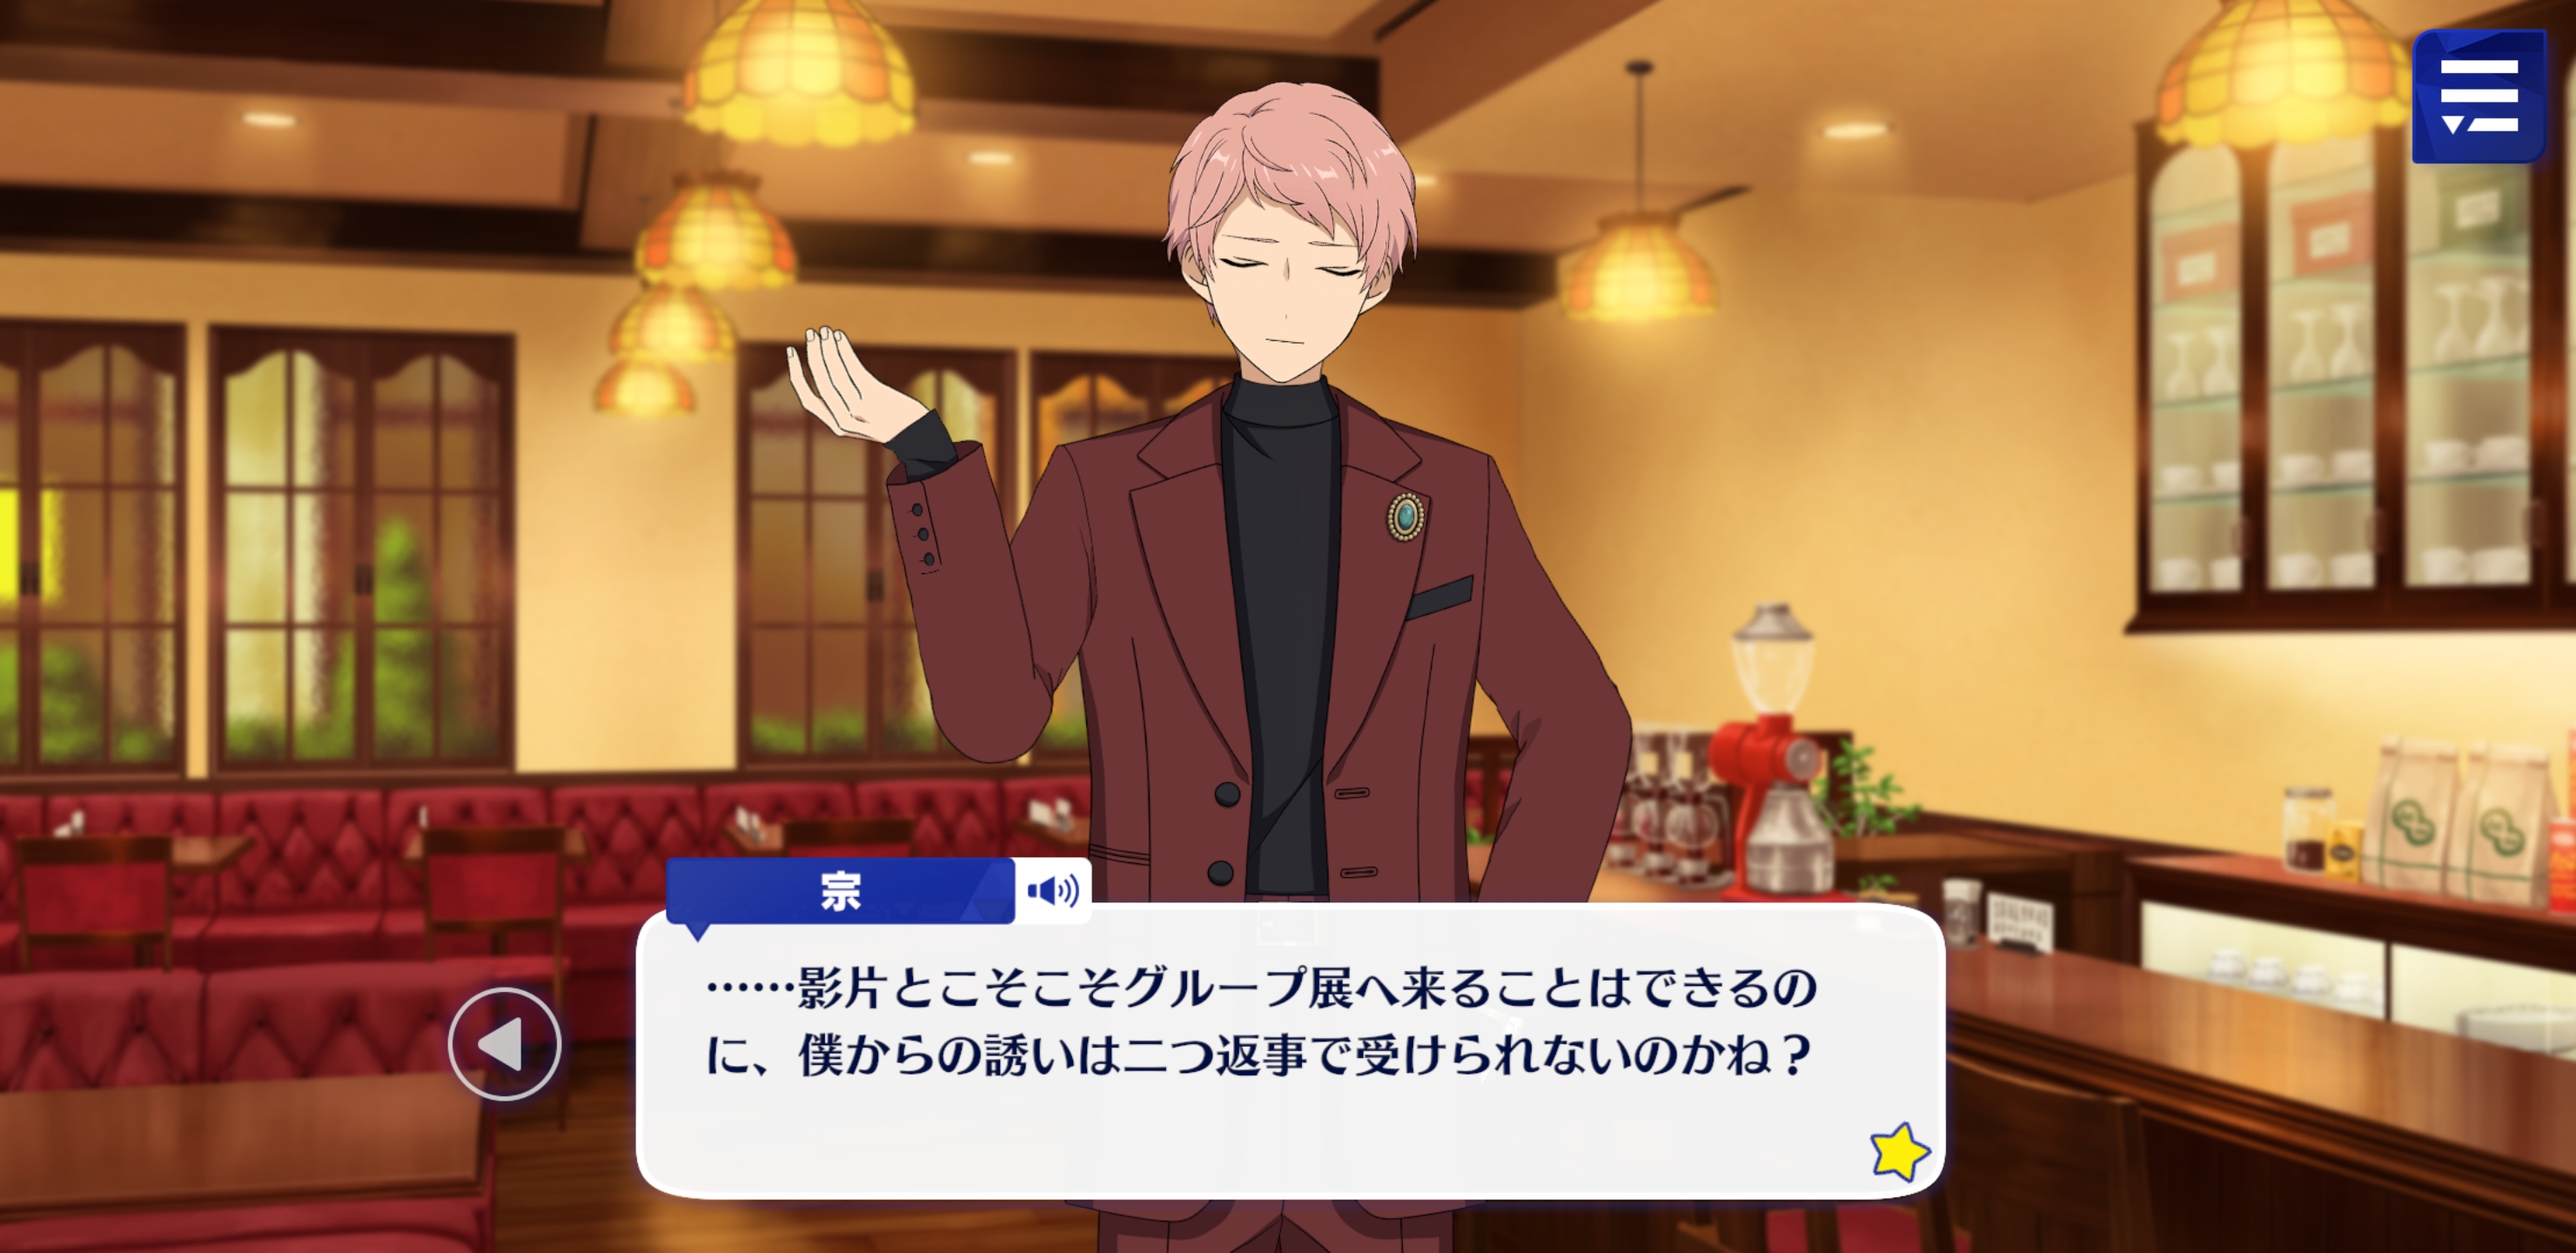 宗
……影片とこそこそグループ展へ来ることはできるの
に、僕からの誘いは二つ返事で受けられないのかね？